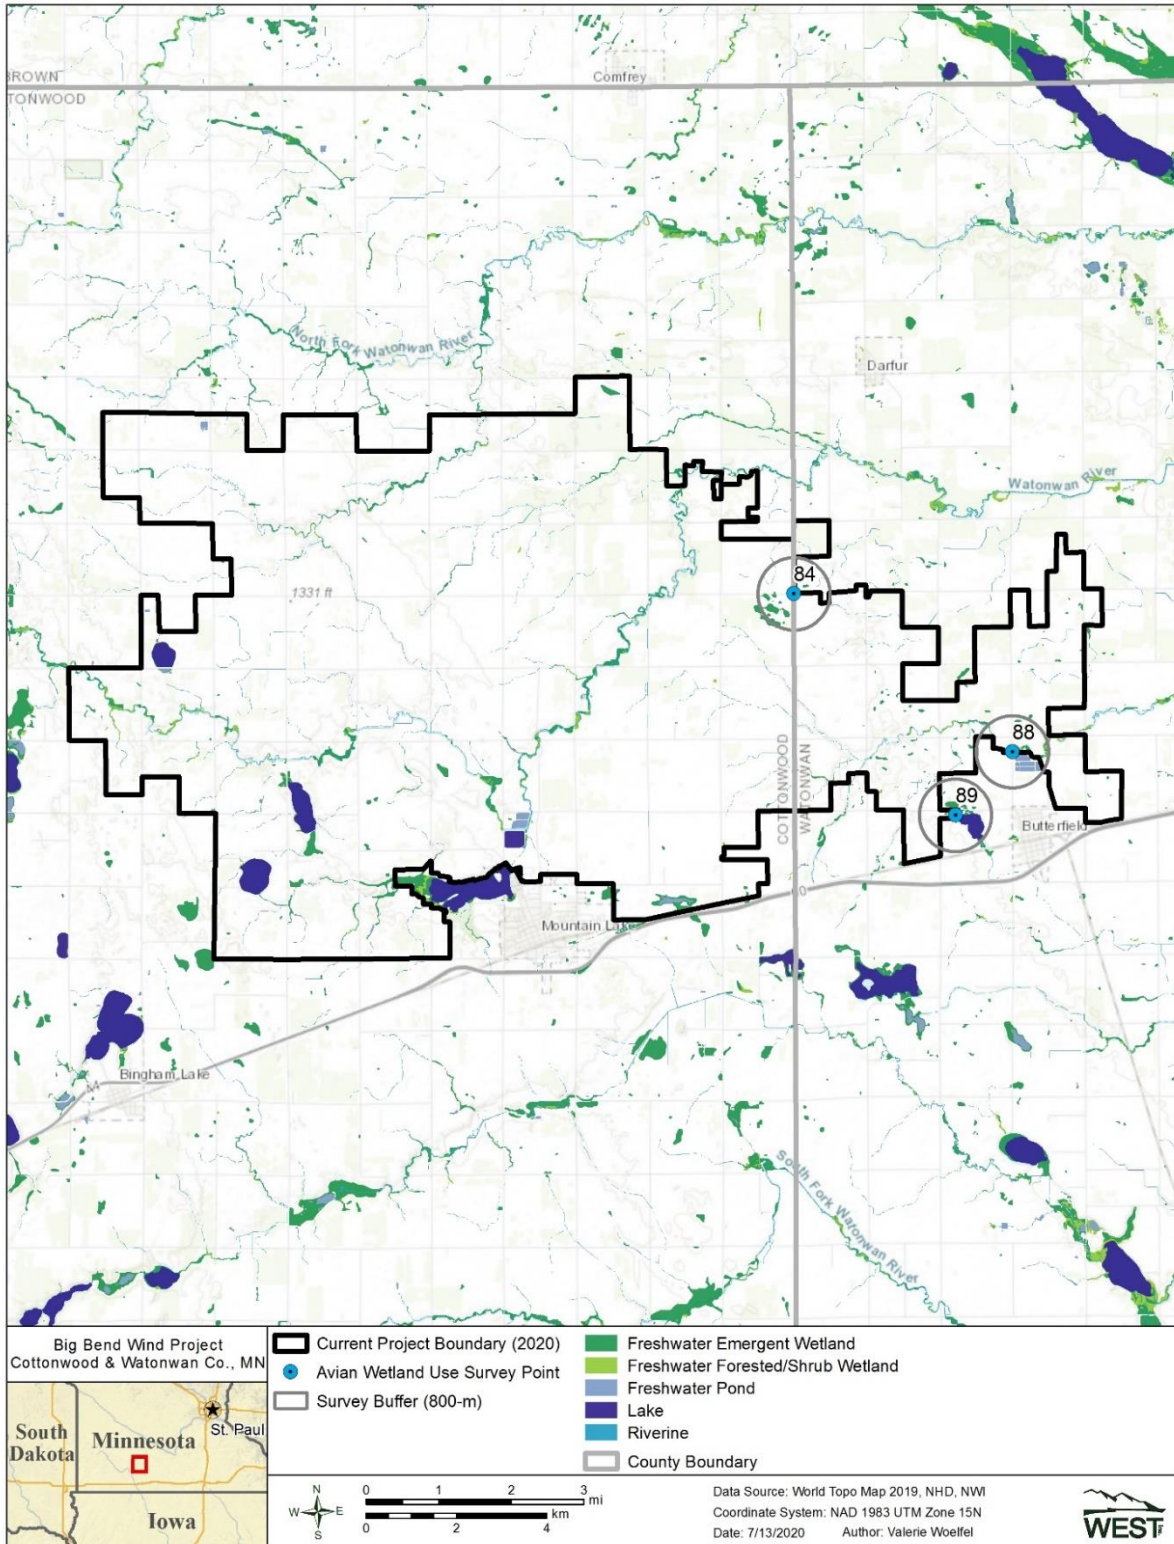 Comfrey
BROWN
TONWOOD
North Fork Watonwan River
Darfur
Watonwan River
84
1331 ft
COTTONWOOD
WATONWAN
88
89
Butterfield
Mountain Lake
Bingham Lake
South Fork Watonwan River
Big Bend Wind Project
Cottonwood & Watonwan Co., MN
South
Dakota
Minnesota
St. Paul
Iowa
Current Project Boundary (2020)
Avian Wetland Use Survey Point
Survey Buffer (800-m)
Freshwater Emergent Wetland
Freshwater Forested/Shrub Wetland
Freshwater Pond
Lake
Riverine
County Boundary
N
W E
S
0 1 2 3 mi
0 2 4 km
Data Source: World Topo Map 2019, NHD, NWI
Coordinate System: NAD 1983 UTM Zone 15N
Date: 7/13/2020 Author: Valerie Woelfel
WEST